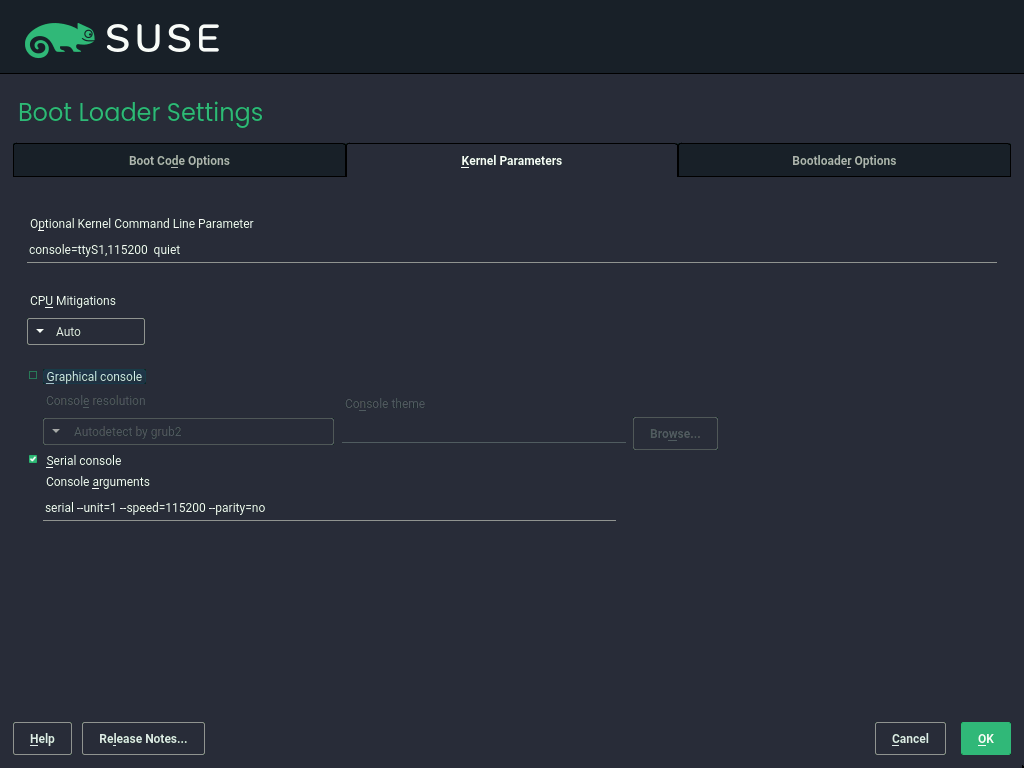 SUSE
Boot Loader Settings
Boot Code Options Kernel Parameters Bootloader Options
Optional Kernel Command Line Parameter
console=ttyS1,115200  quiet
CPU Mitigations
Auto
Graphical console
Console resolution Console theme
Autodetect by grub2 Browse...
Serial console
Console arguments
serial --unit=1 --speed=115200 --parity=no
Help Release Notes... Cancel OK